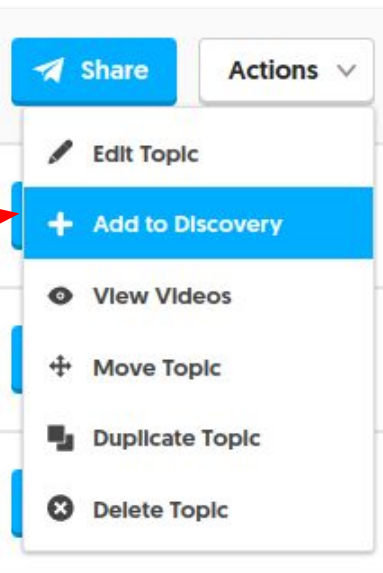 Share
Actions
Edit Topic
Add to Discovery
View Videos
Move Topic
Duplicate Topic
Delete Topic